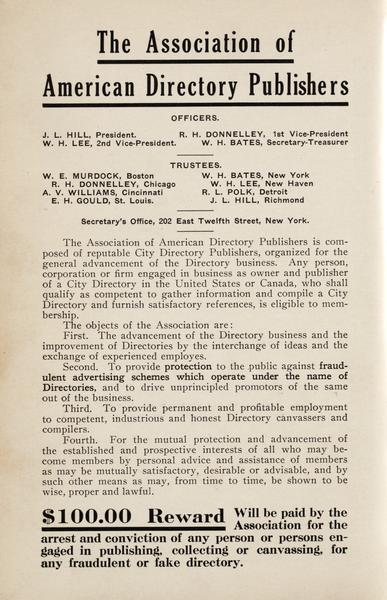 The Association of
American Directory Publishers
OFFICERS.
J. L. HILL, President. R. H. DONNELLEY, 1st Vice-President
W. H. LEE, 2nd Vice-President. W. H. BATES, Secretary-Treasurer
TRUSTEES.
W. E. MURDOCK, Boston W. H. BATES, New York
R. H. DONNELLEY, Chicago W. H. LEE, New Haven
A. V. WILLIAMS, Cincinnati R. L. POLK, Detroit
E. H. GOULD, St. Louis. J. L. HILL, Richmond
Secretary's Office, 202 East Twelfth Street, New York.
The Association of American Directory Publishers is com-
posed of reputable City Directory Publishers, organized for the
general advancement of the Directory business. Any person,
corporation or firm engaged in business as owner and publisher
of a City Directory in the United States or Canada, who shall
qualify as competent to gather information and compile a City
Directory and furnish satisfactory references, is eligible to mem-
bership.
The objects of the Association are:
First. The advancement of the Directory business and the
improvement of Directories by the interchange of ideas and the
exchange of experienced employes.
Second. To provide protection to the public against fraud-
ulent advertising schemes which operate under the name of
Directories, and to drive unprincipled promotors of the same
out of the business.
Third. To provide permanent and profitable employment
to competent, industrious and honest Directory canvassers and
compilers.
Fourth. For the mutual protection and advancement of
the established and prospective interests of all who may be-
come members by personal advice and assistance of members
as may be mutually satisfactory, desirable or advisable, and by
such other means as may, from time to time, be shown to be
wise, proper and lawful.
$100.00 Reward Will be paid by the
Association for the
arrest and conviction of any person or persons en-
gaged in publishing, collecting or canvassing, for
any fraudulent or fake directory.